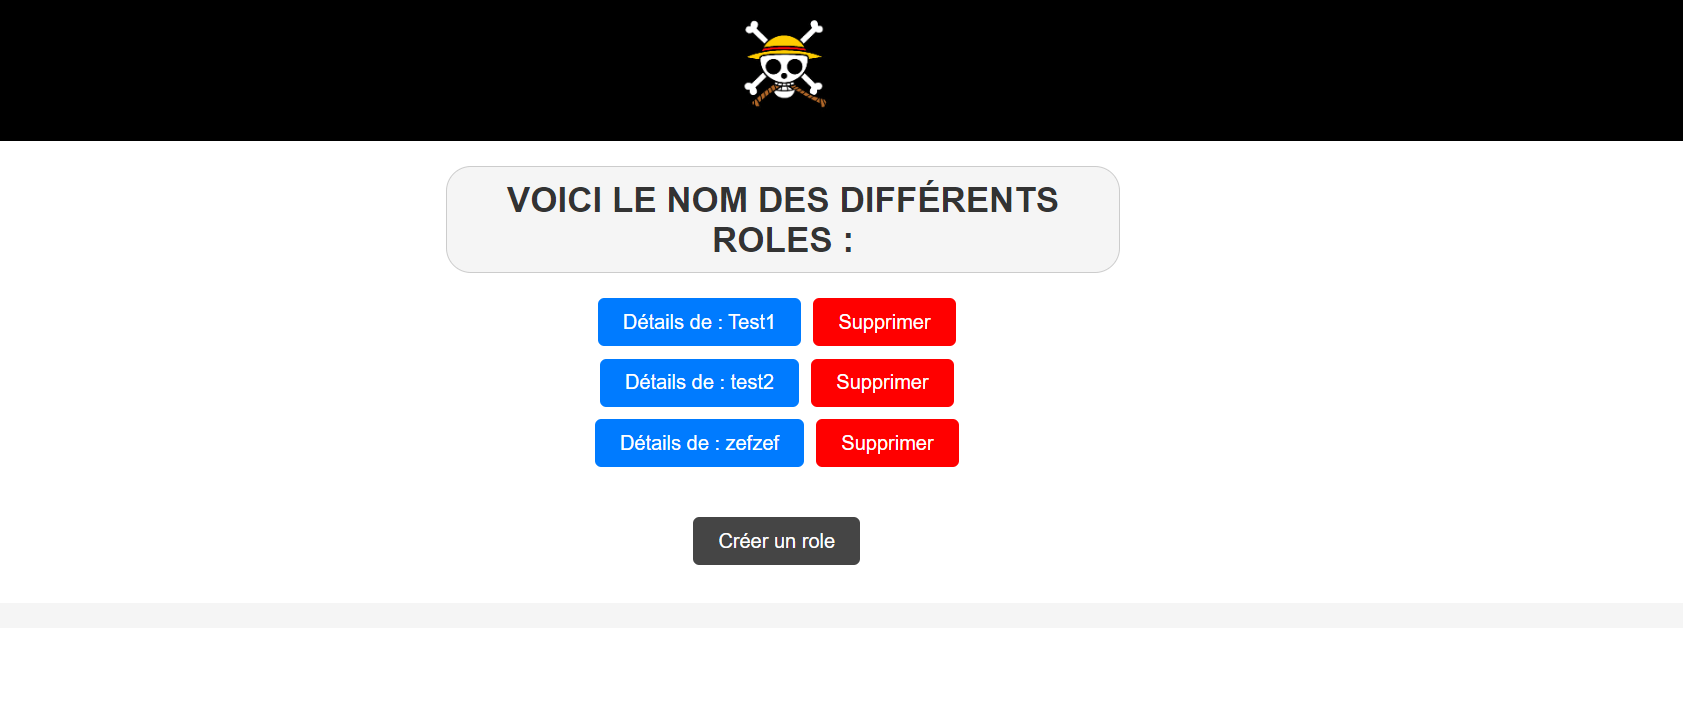 VOICI LE NOM DES DIFFÉRENTS
ROLES :
Détails de : Test1 Supprimer
Détails de : test2 Supprimer
Détails de : zefzef Supprimer
Créer un role